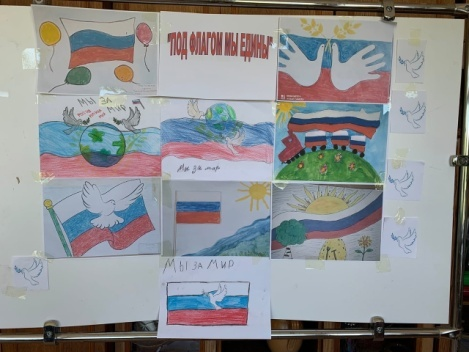 "ПОД ФЛАГОМ МЫ ЕДИНЫ"
МЫ ЗА
МИР
Мы за мир
МЫ ЗА МИР